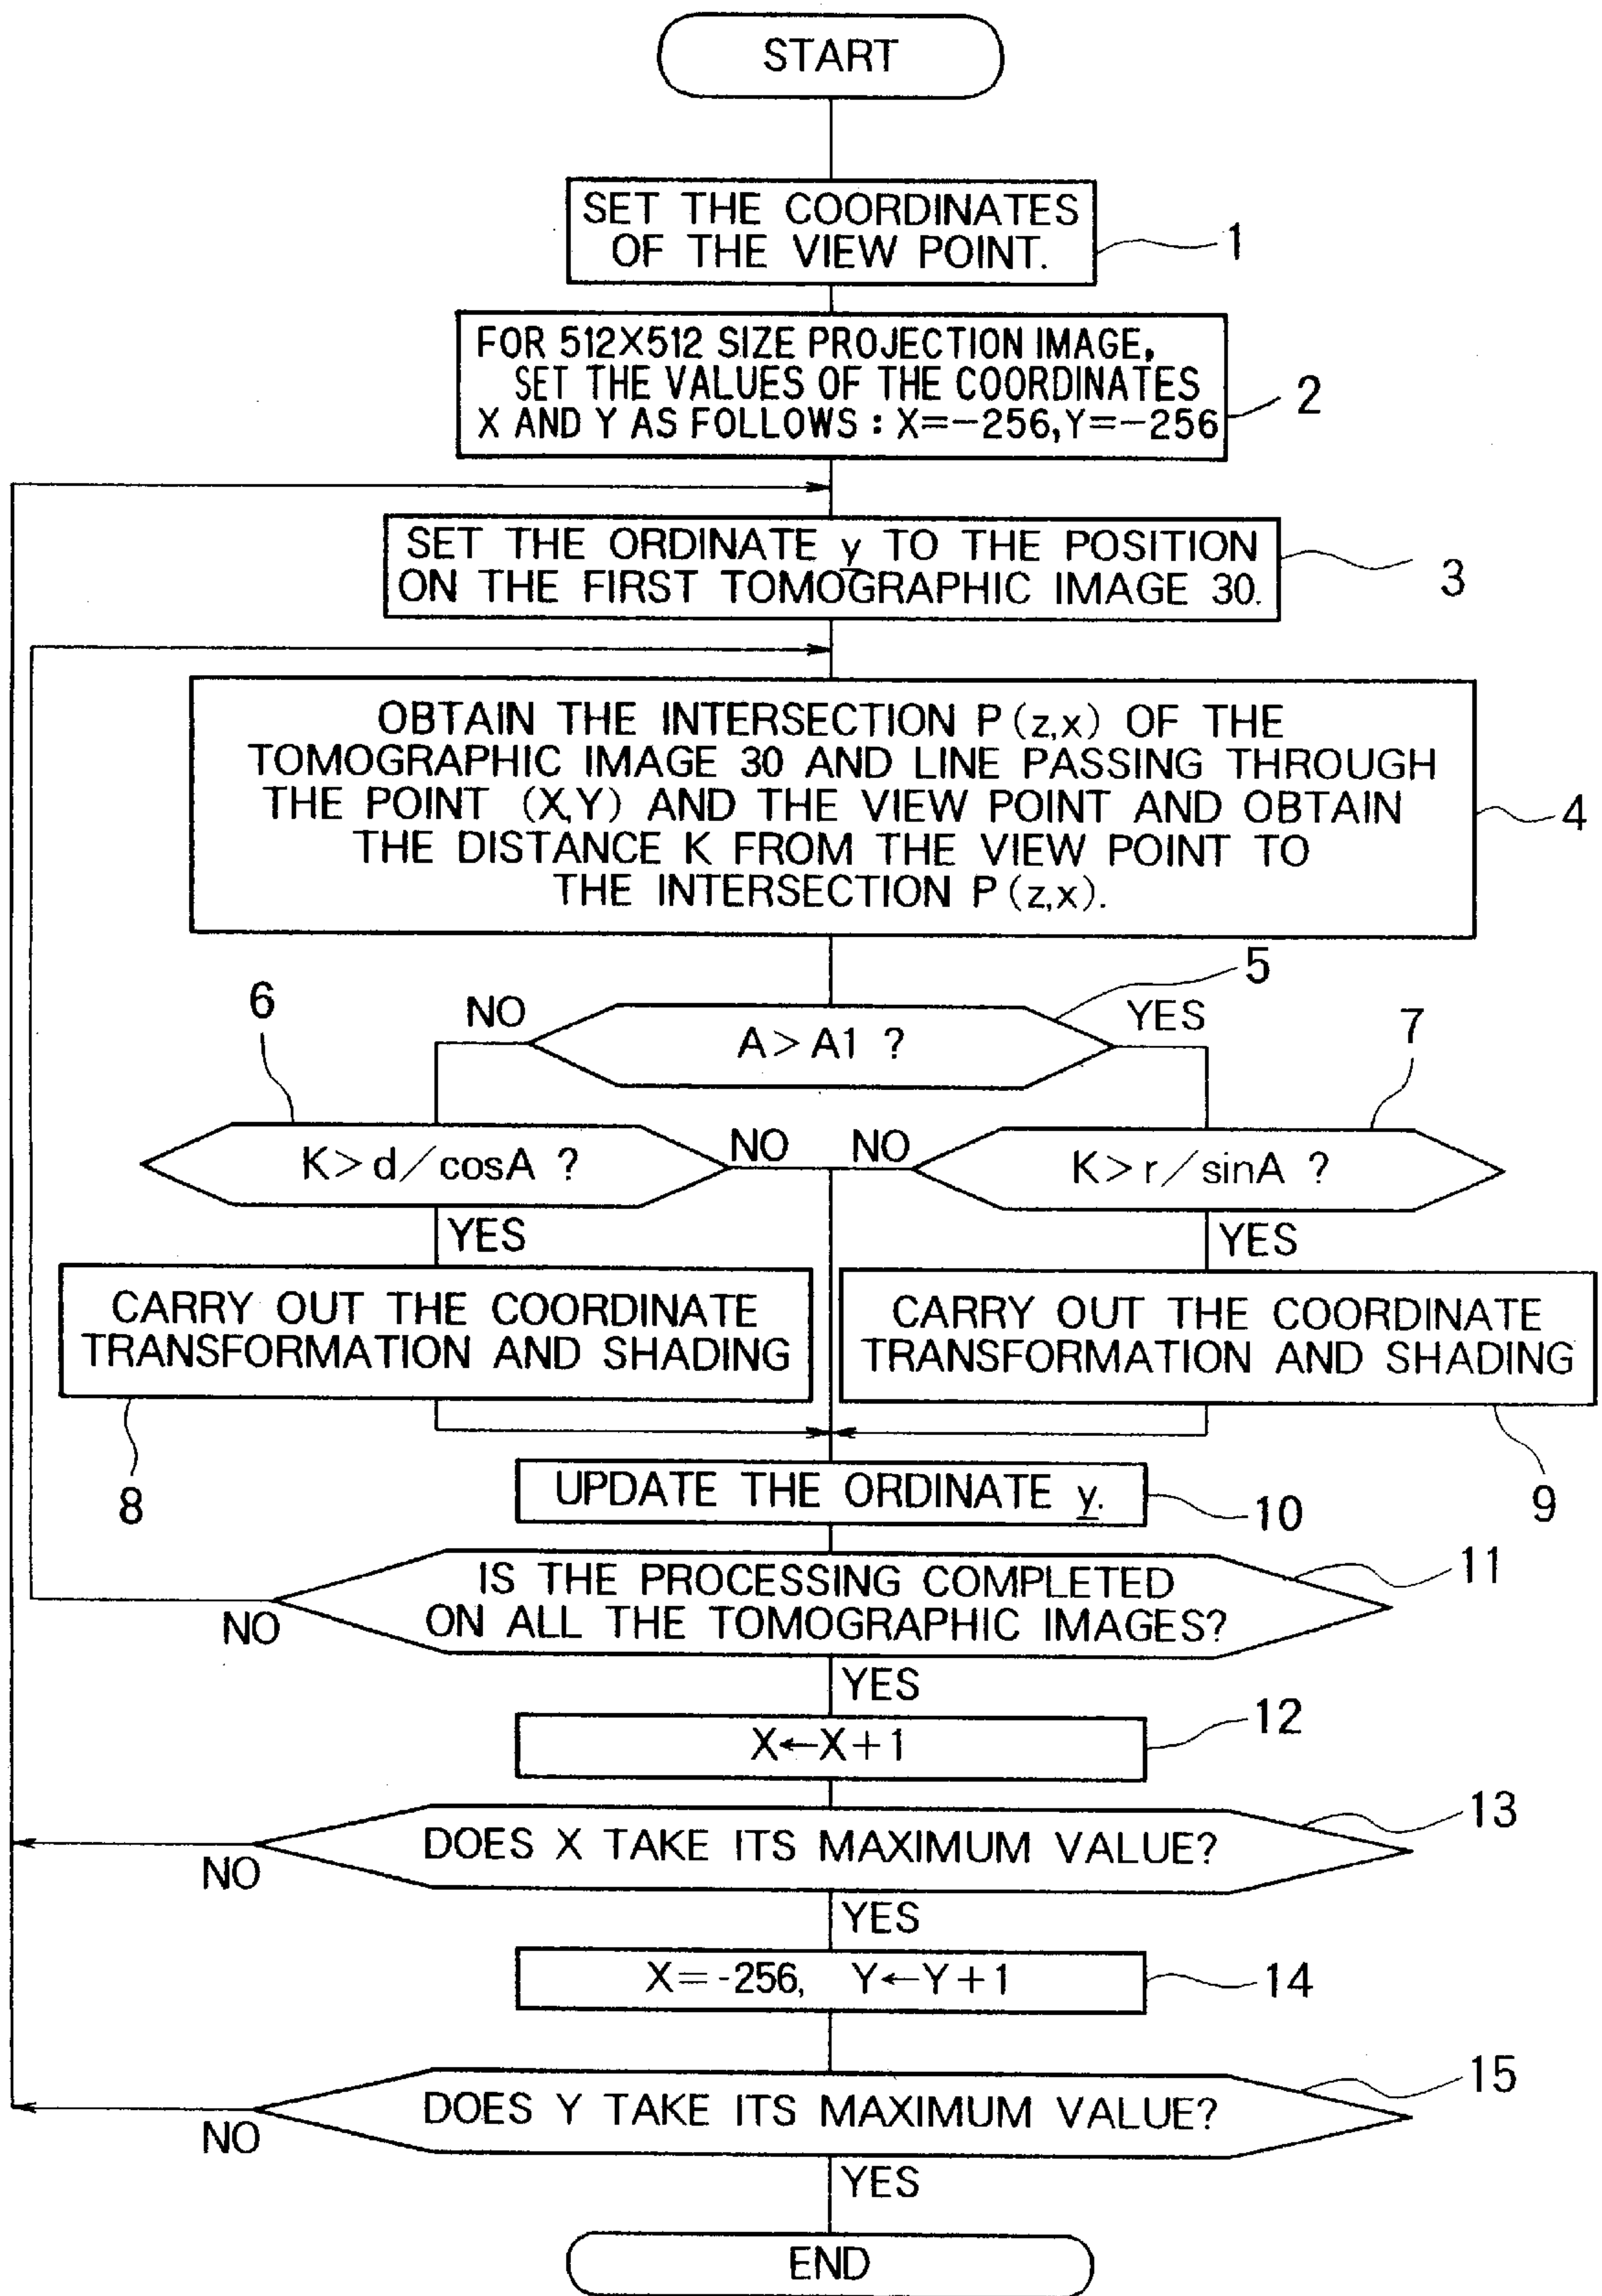 START
SET THE COORDINATES
OF THE VIEW POINT.
1
FOR 512X512 SIZE PROJECTION IMAGE,
SET THE VALUES OF THE COORDINATES
X AND Y AS FOLLOWS : X=-256,Y=-256
2
SET THE ORDINATE y TO THE POSITION
ON THE FIRST TOMOGRAPHIC IMAGE 30.
3
OBTAIN THE INTERSECTION P(z,x) OF THE
TOMOGRAPHIC IMAGE 30 AND LINE PASSING THROUGH
THE POINT (X,Y) AND THE VIEW POINT AND OBTAIN
THE DISTANCE K FROM THE VIEW POINT TO
THE INTERSECTION P(z,x).
4
5
NO
A>A1 ?
YES
6
7
K>d/cosA ?
NO
NO
K>r/sinA ?
YES
YES
CARRY OUT THE COORDINATE
TRANSFORMATION AND SHADING
CARRY OUT THE COORDINATE
TRANSFORMATION AND SHADING
8
9
UPDATE THE ORDINATE y.
10
IS THE PROCESSING COMPLETED
ON ALL THE TOMOGRAPHIC IMAGES?
11
NO
YES
X←X+1
12
DOES X TAKE ITS MAXIMUM VALUE?
13
NO
YES
X=-256, Y←Y+1
14
DOES Y TAKE ITS MAXIMUM VALUE?
15
NO
YES
END